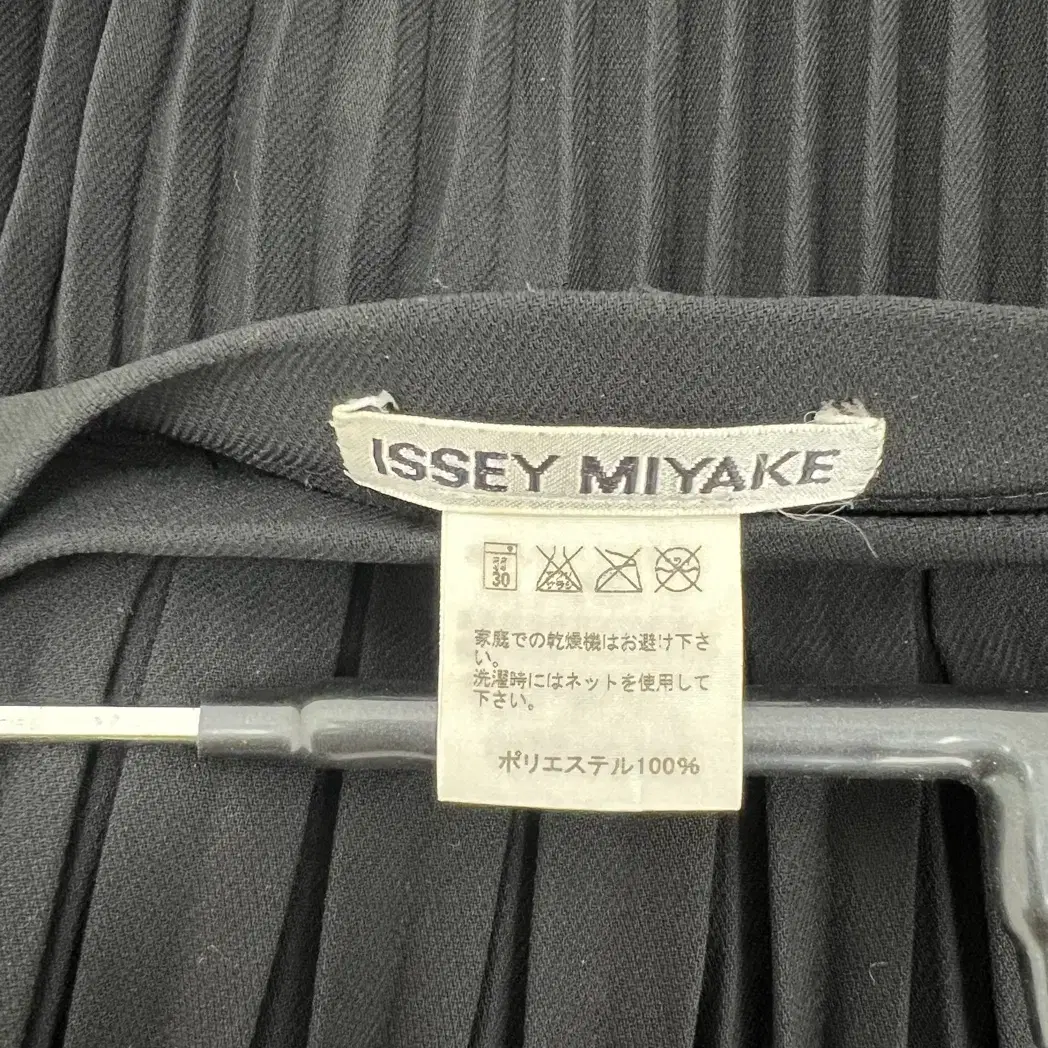 ISSEY MIYAKE
30
家庭での乾燥機はお避け下さ
い。
洗濯時にはネットを使用して
下さい。
ポリエステル100%